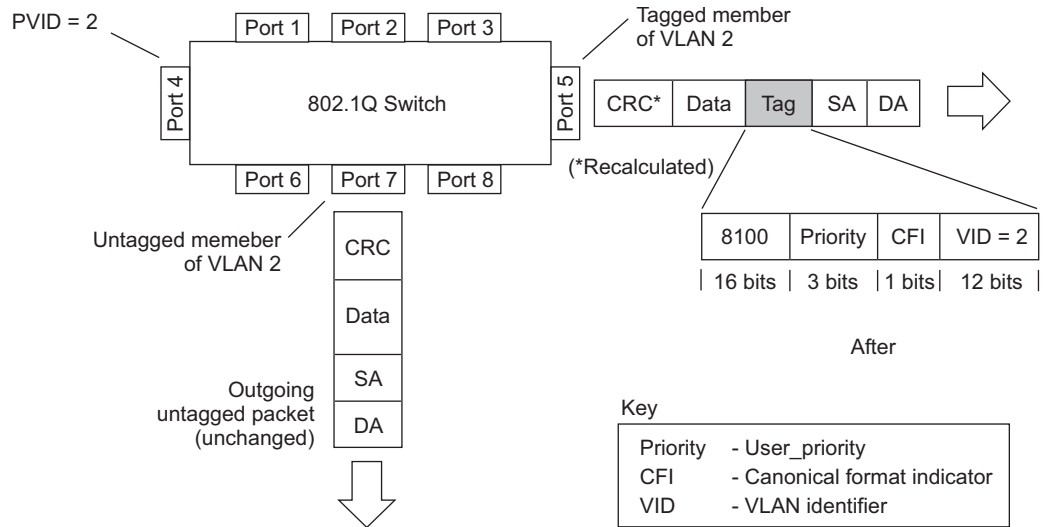 PVID = 2
Port 1
Port 2
Port 3
Tagged member
of VLAN 2
Port 4
802.1Q Switch
Port 5
CRC*
Data
Tag
SA
DA
(*Recalculated)
Port 6
Port 7
Port 8
Untagged memeber
of VLAN 2
CRC
Data
SA
DA
8100
Priority
CFI
VID = 2
16 bits
3 bits
1 bits
12 bits
After
Outgoing
untagged packet
(unchanged)
Key
Priority - User_priority
CFI - Canonical format indicator
VID - VLAN identifier